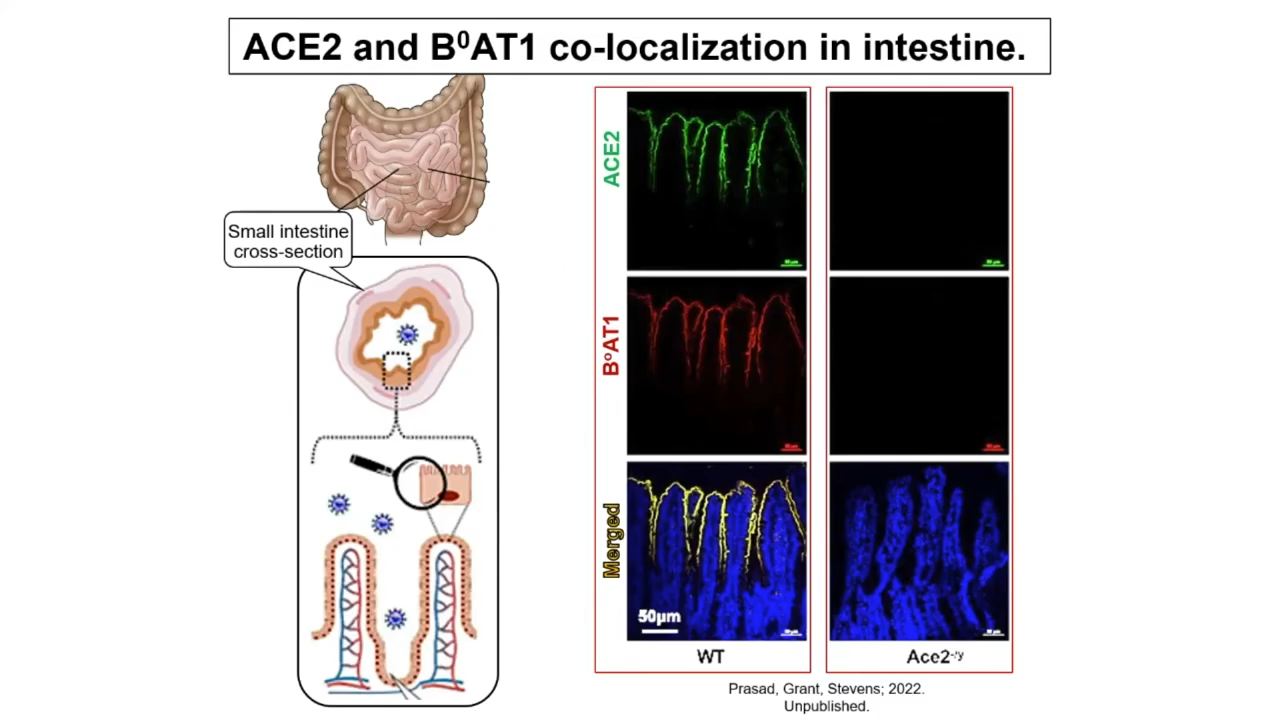 ACE2 and B⁰AT1 co-localization in intestine.
Small intestine
cross-section
ACE2
B⁰AT1
Merged
50μm
WT
Ace2⁻ʸ
Prasad, Grant, Stevens; 2022.
Unpublished.